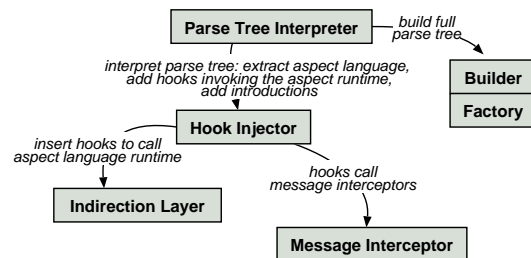 Parse Tree Interpreter
build full
parse tree
interpret parse tree: extract aspect language,
add hooks invoking the aspect runtime,
add introductions
Builder
Factory
Hook Injector
insert hooks to call
aspect language runtime
hooks call
message interceptors
Indirection Layer
Message Interceptor